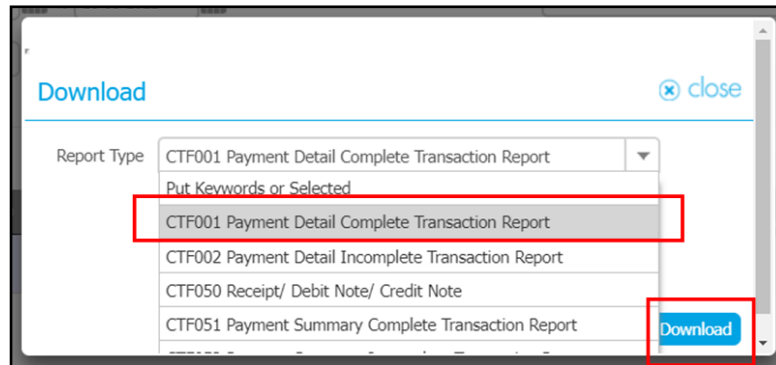 Download
close
Report Type
CTF001 Payment Detail Complete Transaction Report
Put Keywords or Selected
CTF001 Payment Detail Complete Transaction Report
CTF002 Payment Detail Incomplete Transaction Report
CTF050 Receipt/ Debit Note/ Credit Note
CTF051 Payment Summary Complete Transaction Report
Download